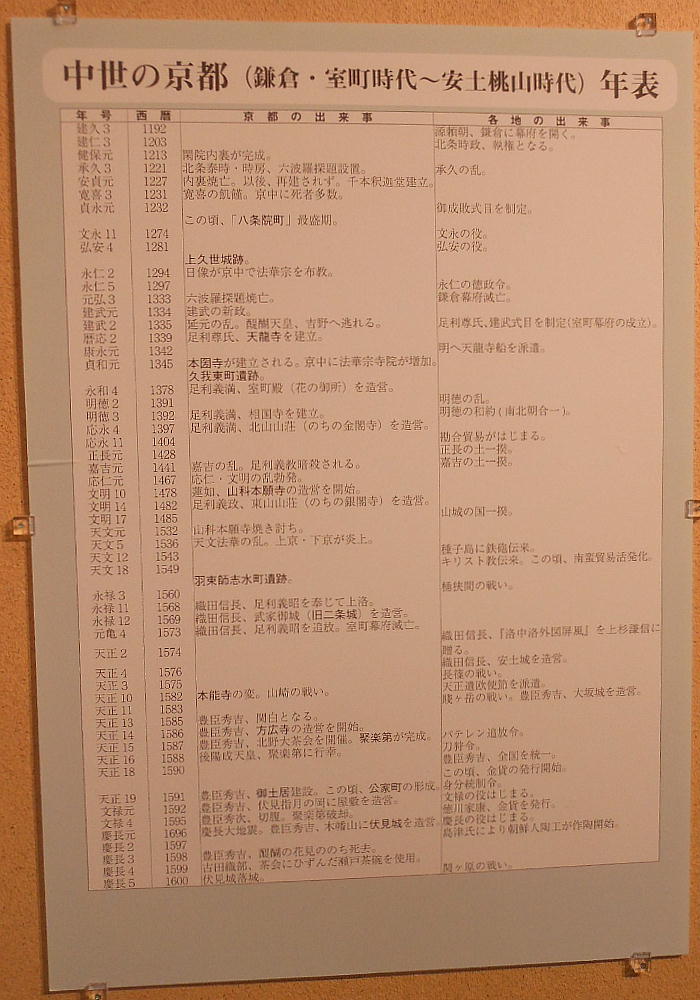 中世の京都（鎌倉・室町時代～安土桃山時代）年表
年号 西暦 京都の出来事 各地の出来事
建久3 1192 源頼朝、鎌倉に幕府を開く。
建仁3 1203 北条時政、執権となる。
健保元 1213 閑院内裏が完成。
承久3 1221 北条泰時・時房、六波羅探題設置。 承久の乱。
安貞元 1227 内裏焼亡。以後、再建されず。千本釈迦堂建立。
寛喜3 1231 寛喜の飢饉。京中に死者多数。
貞永元 1232 御成敗式目を制定。
この頃、「八条院町」最盛期。
文永11 1274 文永の役。
弘安4 1281 弘安の役。
上久世城跡。
永仁2 1294 日像が京中で法華宗を布教。
永仁5 1297 永仁の徳政令。
元弘3 1333 六波羅探題焼亡。 鎌倉幕府滅亡。
建武元 1334 建武の新政。
建武2 1335 延元の乱。醍醐天皇、吉野へ逃れる。 足利尊氏、建武式目を制定(室町幕府の成立)。
暦応2 1339 足利尊氏、天龍寺を建立。
康永元 1342 明へ天龍寺船を派遣。
貞和元 1345 本圀寺が建立される。京中に法華宗寺院が増加。
久我東町遺跡。
永和4 1378 足利義満、室町殿（花の御所）を造営。
明徳2 1391 明徳の乱。
明徳3 1392 足利義満、相国寺を建立。 明徳の和約(南北朝合一)。
応永4 1397 足利義満、北山山荘（のちの金閣寺）を造営。
応永11 1404 勘合貿易がはじまる。
正長元 1428 正長の土一揆。
嘉吉元 1441 嘉吉の乱。足利義教暗殺される。 嘉吉の土一揆。
応仁元 1467 応仁・文明の乱勃発。
文明10 1478 蓮如、山科本願寺の造営を開始。
文明14 1482 足利義政、東山山荘（のちの銀閣寺）を造営。
文明17 1485 山城の国一揆。
天文元 1532 山科本願寺焼き討ち。
天文5 1536 天文法華の乱。上京・下京が炎上。
天文12 1543 種子島に鉄砲伝来。
天文18 1549 キリスト教伝来。この頃、南蛮貿易活発化。
羽束師志水町遺跡。
永禄3 1560 桶狭間の戦い。
永禄11 1568 織田信長、足利義昭を奉じて上洛。
永禄12 1569 織田信長、武家御城（旧二条城）を造営。
元亀4 1573 織田信長、足利義昭を追放。室町幕府滅亡。
天正2 1574 織田信長、『洛中洛外図屏風』を上杉謙信に
贈る。
天正4 1576 織田信長、安土城を造営。
天正3 1575 長篠の戦い。
天正10 1582 本能寺の変。山崎の戦い。 天正遣欧使節を派遣。
天正11 1583 賤ヶ岳の戦い。豊臣秀吉、大坂城を造営。
天正13 1585 豊臣秀吉、関白となる。
天正14 1586 豊臣秀吉、方広寺の造営を開始。
天正15 1587 豊臣秀吉、北野大茶会を開催。聚楽第が完成。 バテレン追放令。
天正16 1588 後陽成天皇、聚楽第に行幸。 刀狩令。
天正18 1590 豊臣秀吉、全国を統一。
この頃、金貨の発行開始。
天正19 1591 豊臣秀吉、御土居建設。この頃、公家町の形成。 身分統制令。
文禄元 1592 豊臣秀吉、伏見指月の岡に屋敷を造営。 文禄の役はじまる。
文禄4 1595 豊臣秀次、切腹。聚楽第破却。 徳川家康、金貨を発行。
慶長元 1696 慶長大地震。豊臣秀吉、木幡山に伏見城を造営。 慶長の役はじまる。
慶長2 1597 島津氏により朝鮮人陶工が作陶開始。
慶長3 1598 豊臣秀吉、醍醐の花見ののち死去。
慶長4 1599 古田織部、茶会にひずんだ瀬戸茶碗を使用。
慶長5 1600 伏見城落城。 関ヶ原の戦い。